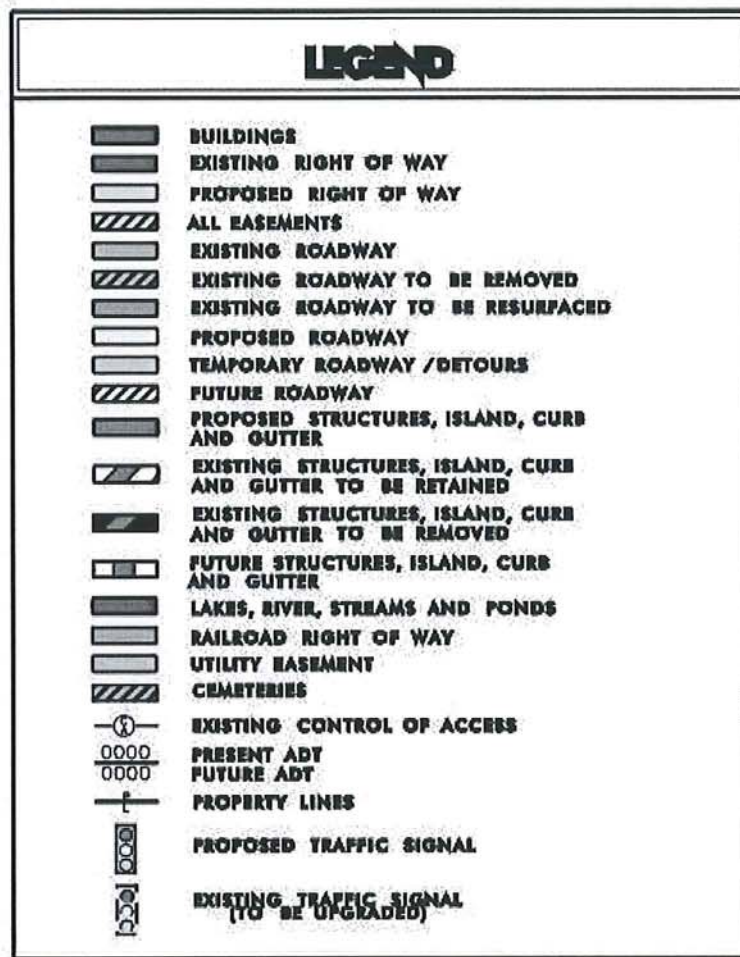 LEGEND
BUILDINGS
EXISTING RIGHT OF WAY
PROPOSED RIGHT OF WAY
ALL EASEMENTS
EXISTING ROADWAY
EXISTING ROADWAY TO BE REMOVED
EXISTING ROADWAY TO BE RESURFACED
PROPOSED ROADWAY
TEMPORARY ROADWAY /DETOURS
FUTURE ROADWAY
PROPOSED STRUCTURES, ISLAND, CURB
AND GUTTER
EXISTING STRUCTURES, ISLAND, CURB
AND GUTTER TO BE RETAINED
EXISTING STRUCTURES, ISLAND, CURB
AND GUTTER TO BE REMOVED
FUTURE STRUCTURES, ISLAND, CURB
AND GUTTER
LAKES, RIVER, STREAMS AND PONDS
RAILROAD RIGHT OF WAY
UTILITY EASEMENT
CEMETERIES
EXISTING CONTROL OF ACCESS
0000 PRESENT ADT
0000 FUTURE ADT
PROPERTY LINES
PROPOSED TRAFFIC SIGNAL
EXISTING TRAFFIC SIGNAL
(TO BE UPGRADED)